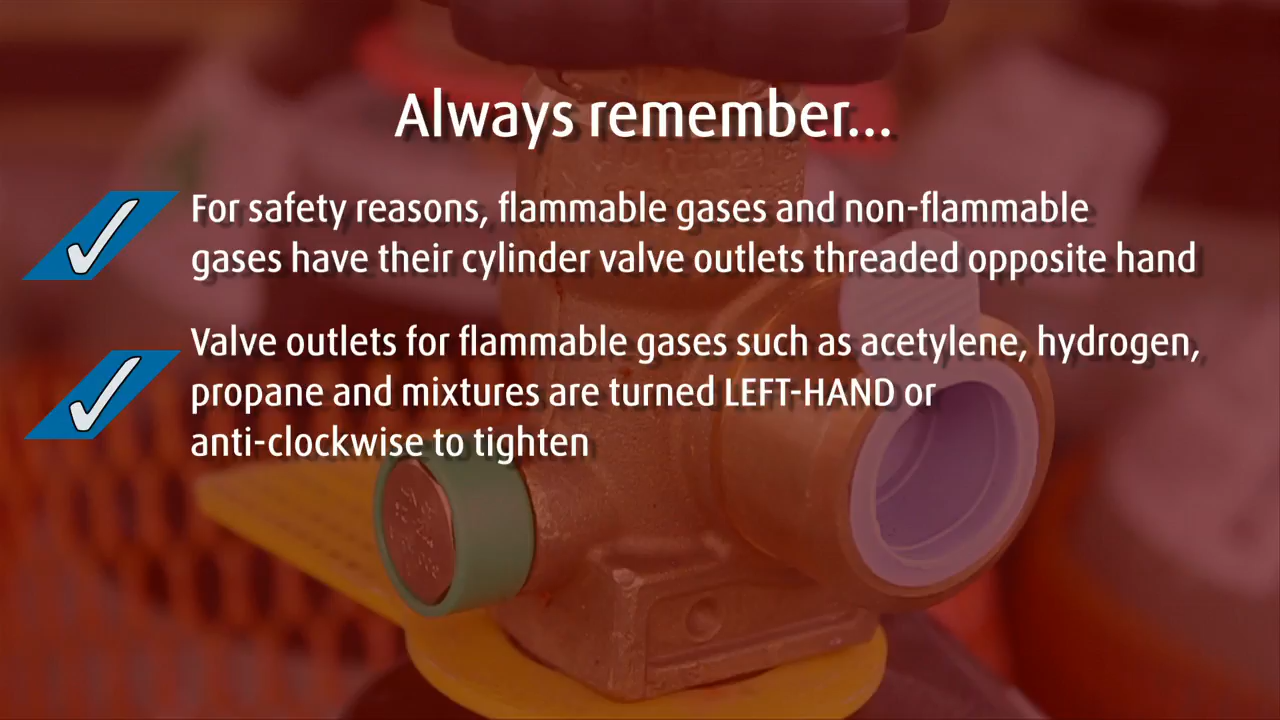 Always remember...
For safety reasons, flammable gases and non-flammable
gases have their cylinder valve outlets threaded opposite hand
Valve outlets for flammable gases such as acetylene, hydrogen,
propane and mixtures are turned LEFT-HAND or
anti-clockwise to tighten